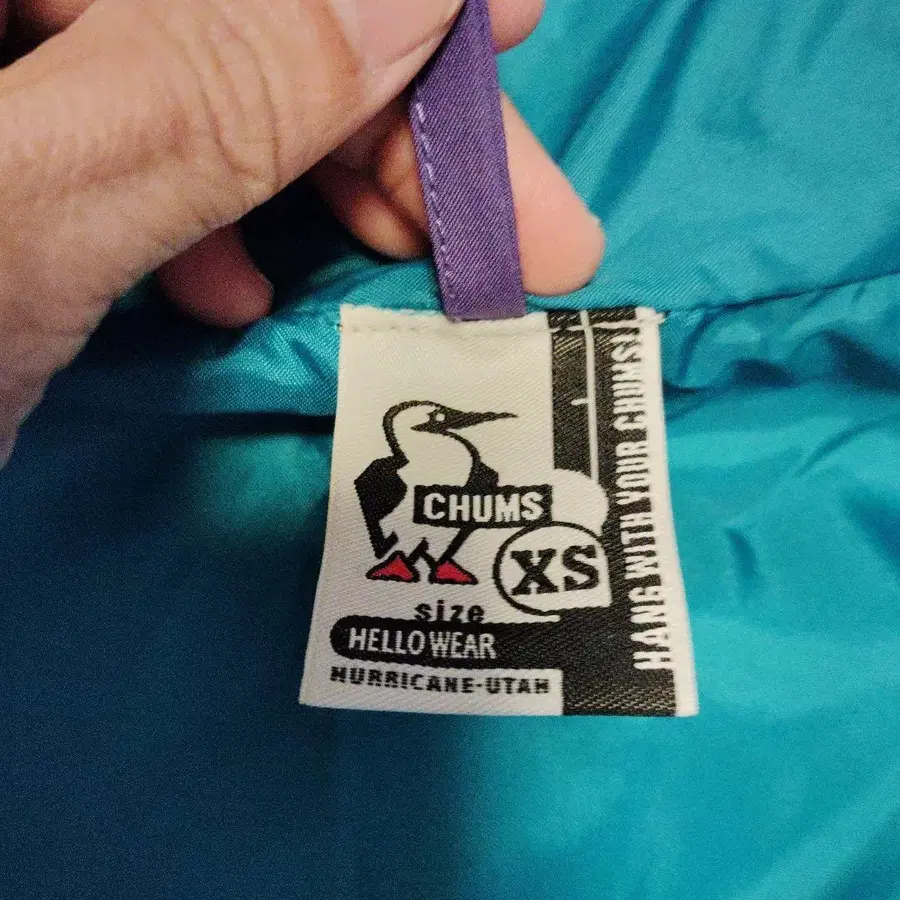 CHUMS
XS
size
HELLO WEAR
HURRICANE-UTAH
HANG WITH YOUR CHUMS!